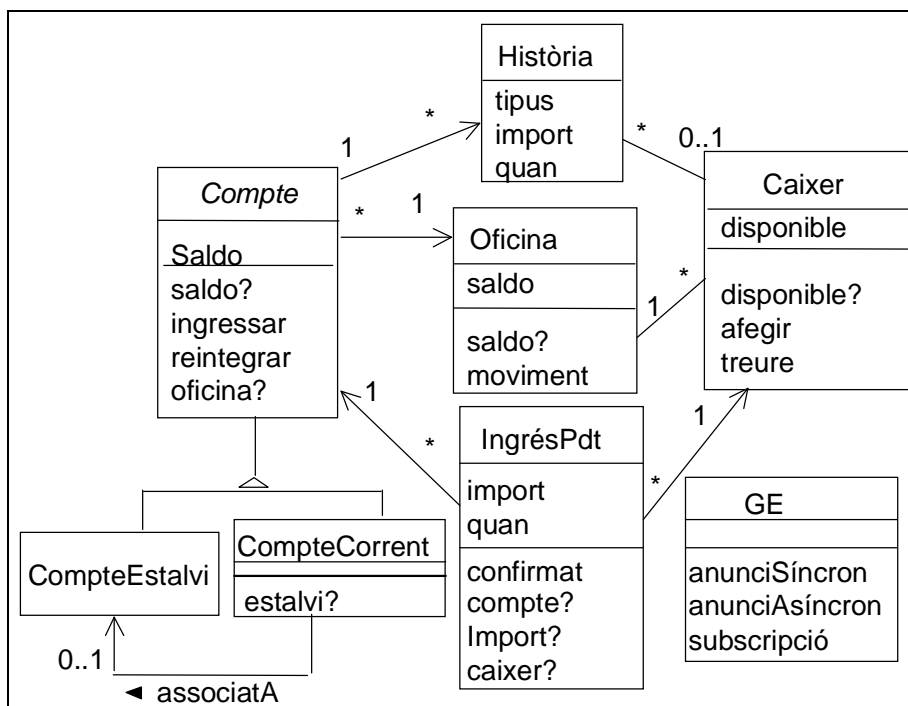 Història
tipus
import
quan
1
*
*
0..1
Compte
Saldo
saldo?
ingressar
reintegrar
oficina?
*
1
Oficina
saldo
saldo?
moviment
1
*
Caixer
disponible
disponible?
afegir
treure
1
*
IngrésPdt
import
quan
confirmat
compte?
Import?
caixer?
*
1
GE
anunciSíncron
anunciAsíncron
subscripció
CompteEstalvi
CompteCorrent
estalvi?
0..1
◄ associatA